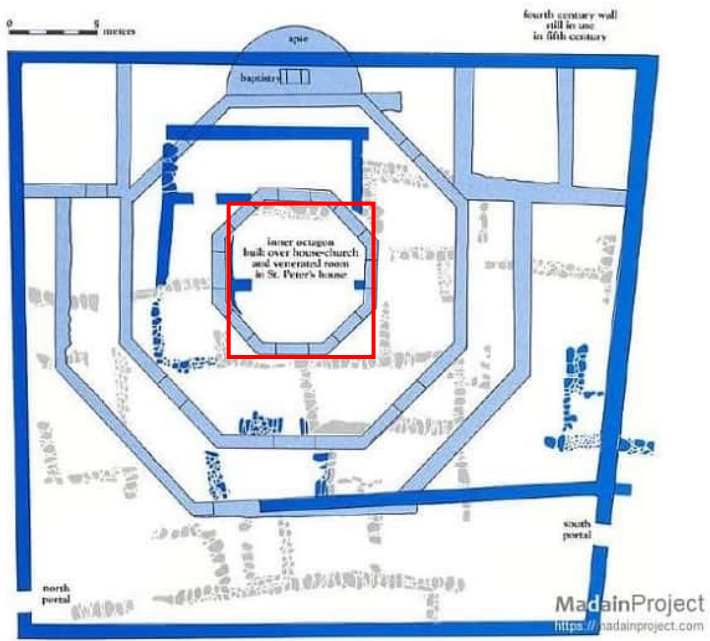 0 5
meters
fourth century wall
still in use
in fifth century
apse
baptistry
inner octagon
built over house-church
and venerated room
in St. Peter's house
south
portal
north
portal
MadainProject
https://madainproject.com